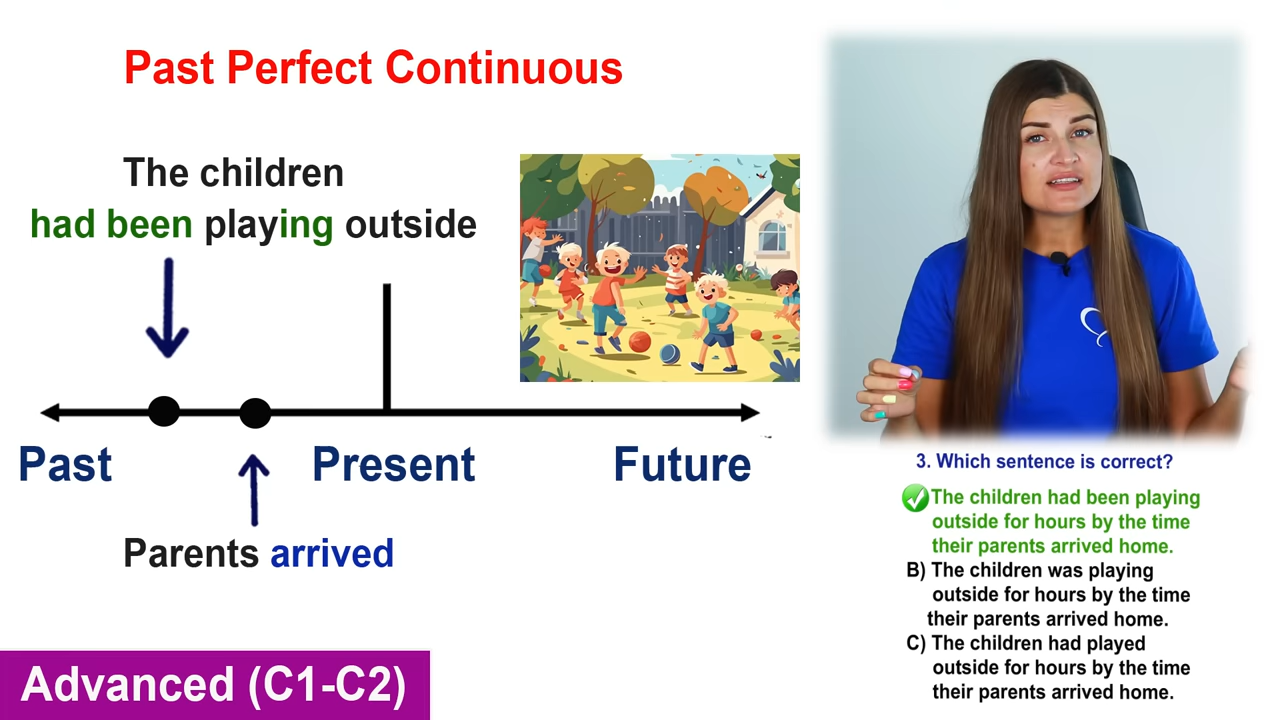 Past Perfect Continuous
The children
had been playing outside
Past
Present
Future
Parents arrived
Advanced (C1-C2)
3. Which sentence is correct?
The children had been playing
outside for hours by the time
their parents arrived home.
B) The children was playing
outside for hours by the time
their parents arrived home.
C) The children had played
outside for hours by the time
their parents arrived home.